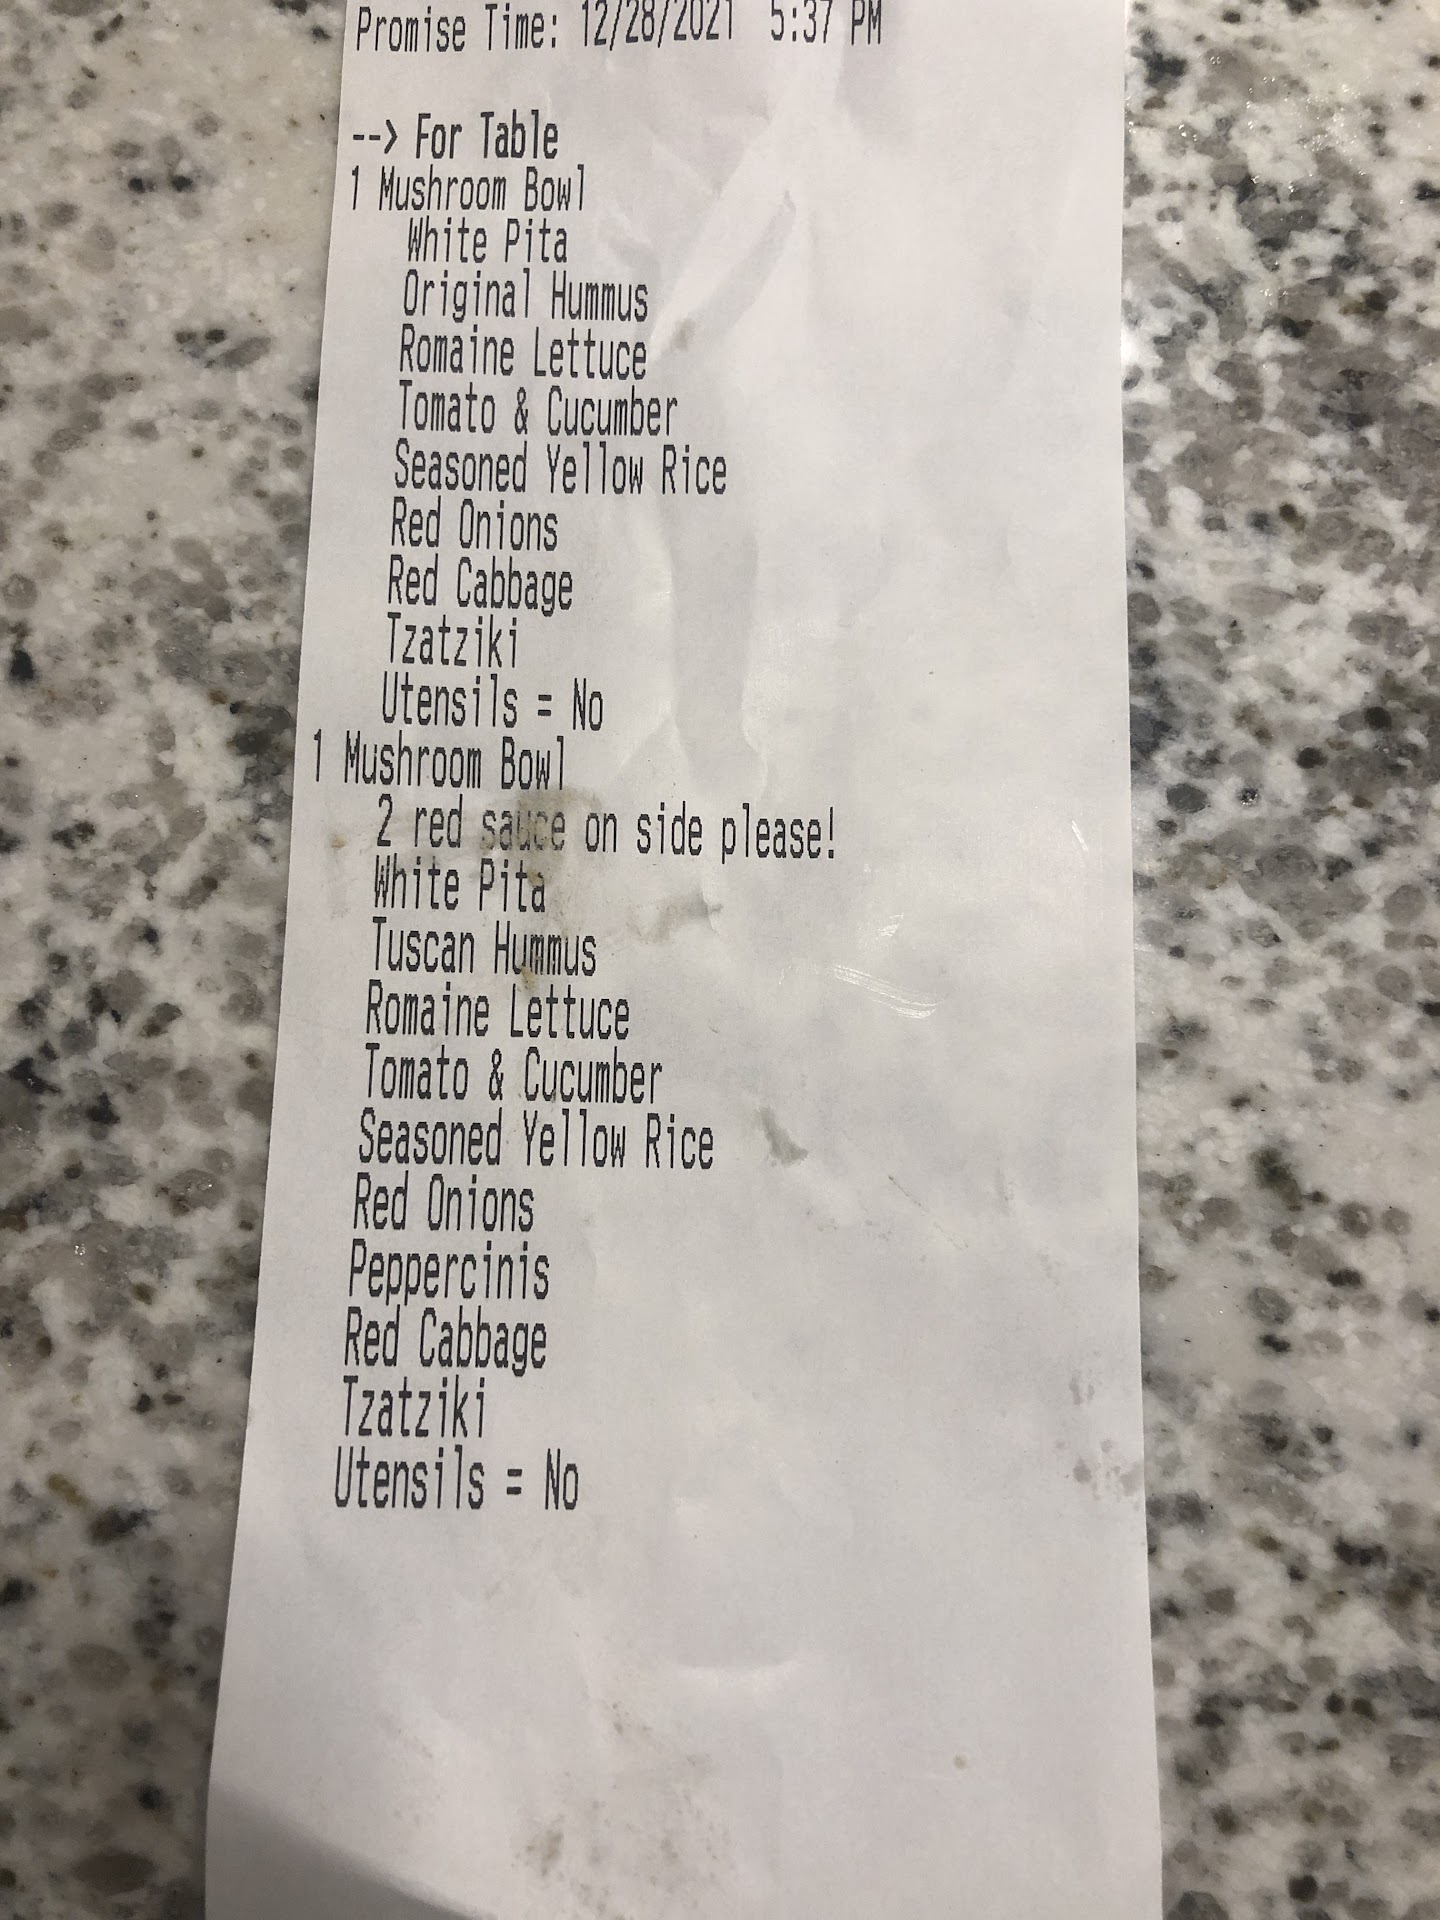 Promise Time: 12/28/2021 5:37 PM
--> For Table
1 Mushroom Bowl
White Pita
Original Hummus
Romaine Lettuce
Tomato & Cucumber
Seasoned Yellow Rice
Red Onions
Red Cabbage
Tzatziki
Utensils = No
1 Mushroom Bowl
2 red sauce on side please!
White Pita
Tuscan Hummus
Romaine Lettuce
Tomato & Cucumber
Seasoned Yellow Rice
Red Onions
Peppercinis
Red Cabbage
Tzatziki
Utensils = No